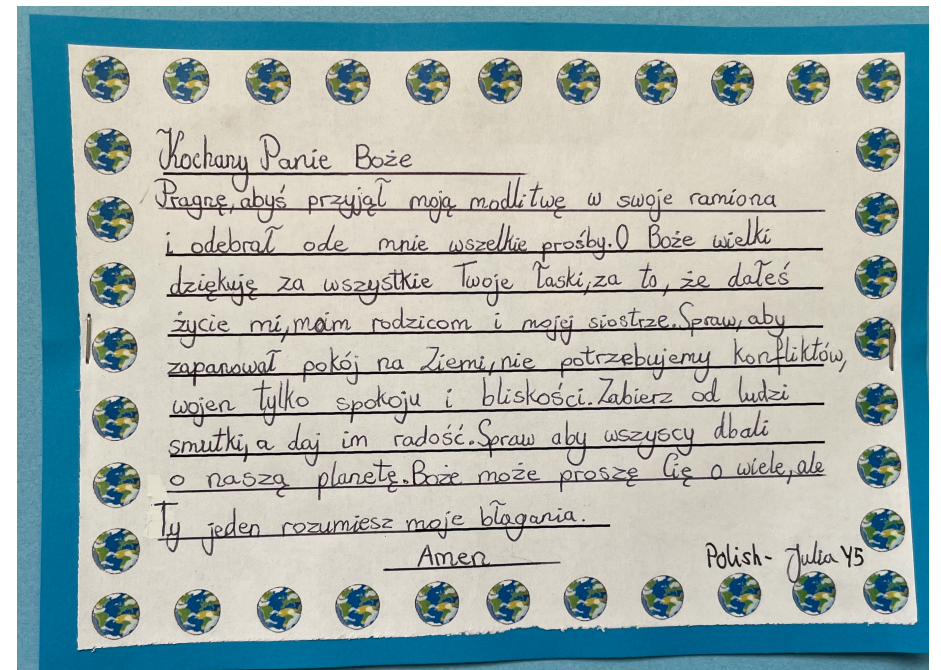 Kochany Panie Boże
Pragnę, abyś przyjął moją modlitwę w swoje ramiona
i odebrał ode mnie wszelkie prośby. O Boże wielki
dziękuję za wszystkie Twoje łaski, za to, że dałeś
życie mi, moim rodzicom i mojej siostrze. Spraw, aby
zapanował pokój na Ziemi, nie potrzebujemy konfliktów,
wojen tylko spokoju i bliskości. Zabierz od ludzi
smutki, a daj im radość. Spraw aby wszyscy dbali
o naszą planetę. Boże może proszę Cię o wiele, ale
Ty jeden rozumiesz moje błagania.
Amen
Polish - Julia Y5